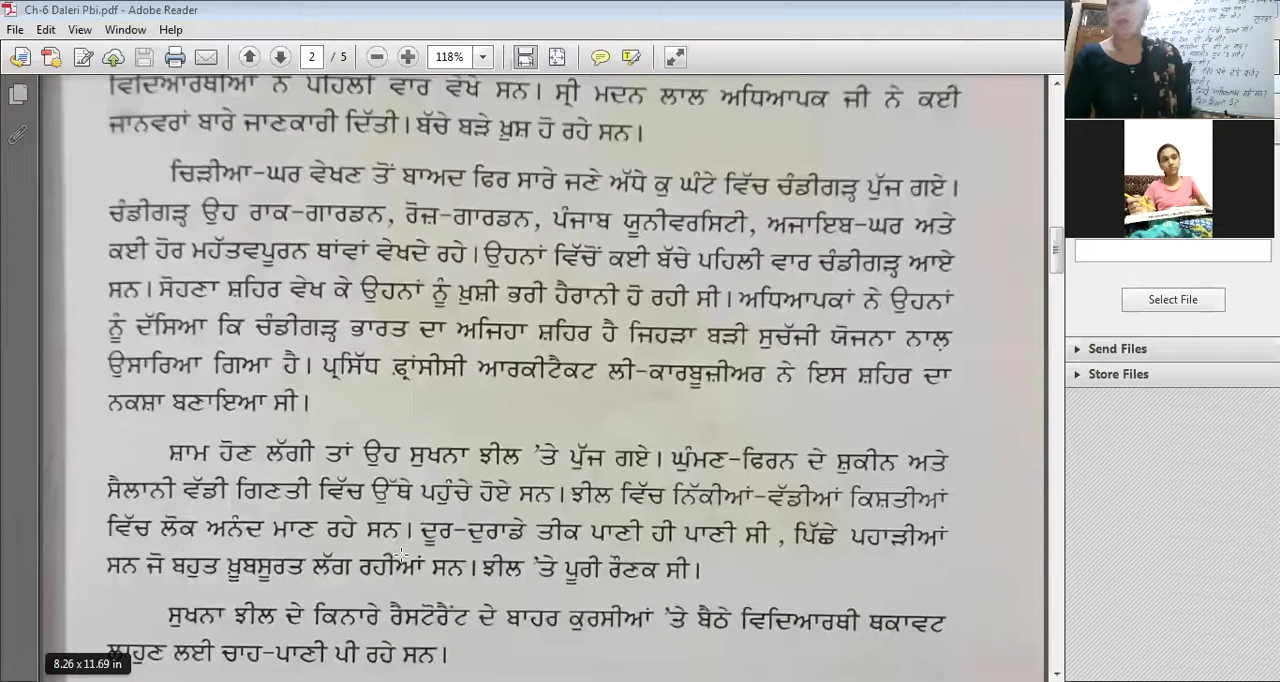 Ch-6 Daleri Pbi.pdf - Adobe Reader
File Edit View Window Help
2 / 5 118%
ਵਿਦਿਆਰਥੀਆਂ ਨੇ ਪਹਿਲੀ ਵਾਰ ਵੇਖੇ ਸਨ। ਸ੍ਰੀ ਮਦਨ ਲਾਲ ਅਧਿਆਪਕ ਜੀ ਨੇ ਕਈ
ਜਾਨਵਰਾਂ ਬਾਰੇ ਜਾਣਕਾਰੀ ਦਿੱਤੀ। ਬੱਚੇ ਬੜੇ ਖ਼ੁਸ਼ ਹੋ ਰਹੇ ਸਨ।
ਚਿੜੀਆ-ਘਰ ਵੇਖਣ ਤੋਂ ਬਾਅਦ ਫਿਰ ਸਾਰੇ ਜਣੇ ਅੱਧੇ ਕੁ ਘੰਟੇ ਵਿੱਚ ਚੰਡੀਗੜ੍ਹ ਪੁੱਜ ਗਏ।
ਚੰਡੀਗੜ੍ਹ ਉਹ ਰਾਕ-ਗਾਰਡਨ, ਰੋਜ਼-ਗਾਰਡਨ, ਪੰਜਾਬ ਯੂਨੀਵਰਸਿਟੀ, ਅਜਾਇਬ-ਘਰ ਅਤੇ
ਕਈ ਹੋਰ ਮਹੱਤਵਪੂਰਨ ਥਾਂਵਾਂ ਵੇਖਦੇ ਰਹੇ। ਉਹਨਾਂ ਵਿੱਚੋਂ ਕਈ ਬੱਚੇ ਪਹਿਲੀ ਵਾਰ ਚੰਡੀਗੜ੍ਹ ਆਏ
ਸਨ। ਸੋਹਣਾ ਸ਼ਹਿਰ ਵੇਖ ਕੇ ਉਹਨਾਂ ਨੂੰ ਖ਼ੁਸ਼ੀ ਭਰੀ ਹੈਰਾਨੀ ਹੋ ਰਹੀ ਸੀ। ਅਧਿਆਪਕਾਂ ਨੇ ਉਹਨਾਂ
ਨੂੰ ਦੱਸਿਆ ਕਿ ਚੰਡੀਗੜ੍ਹ ਭਾਰਤ ਦਾ ਅਜਿਹਾ ਸ਼ਹਿਰ ਹੈ ਜਿਹੜਾ ਬੜੀ ਸੁਚੱਜੀ ਯੋਜਨਾ ਨਾਲ਼
ਉਸਾਰਿਆ ਗਿਆ ਹੈ। ਪ੍ਰਸਿੱਧ ਫ਼੍ਰਾਂਸੀਸੀ ਆਰਕੀਟੈਕਟ ਲੀ-ਕਾਰਬੂਜ਼ੀਅਰ ਨੇ ਇਸ ਸ਼ਹਿਰ ਦਾ
ਨਕਸ਼ਾ ਬਣਾਇਆ ਸੀ।
ਸ਼ਾਮ ਹੋਣ ਲੱਗੀ ਤਾਂ ਉਹ ਸੁਖਨਾ ਝੀਲ 'ਤੇ ਪੁੱਜ ਗਏ। ਘੁੰਮਣ-ਫਿਰਨ ਦੇ ਸ਼ੁਕੀਨ ਅਤੇ
ਸੈਲਾਨੀ ਵੱਡੀ ਗਿਣਤੀ ਵਿੱਚ ਉੱਥੇ ਪਹੁੰਚੇ ਹੋਏ ਸਨ। ਝੀਲ ਵਿੱਚ ਨਿੱਕੀਆਂ-ਵੱਡੀਆਂ ਕਿਸ਼ਤੀਆਂ
ਵਿੱਚ ਲੋਕ ਅਨੰਦ ਮਾਣ ਰਹੇ ਸਨ। ਦੂਰ-ਦੁਰਾਡੇ ਤੀਕ ਪਾਣੀ ਹੀ ਪਾਣੀ ਸੀ, ਪਿੱਛੇ ਪਹਾੜੀਆਂ
ਸਨ ਜੋ ਬਹੁਤ ਖ਼ੂਬਸੂਰਤ ਲੱਗ ਰਹੀਆਂ ਸਨ। ਝੀਲ 'ਤੇ ਪੂਰੀ ਰੌਣਕ ਸੀ।
ਸੁਖਨਾ ਝੀਲ ਦੇ ਕਿਨਾਰੇ ਰੈਸਟੋਰੈਂਟ ਦੇ ਬਾਹਰ ਕੁਰਸੀਆਂ 'ਤੇ ਬੈਠੇ ਵਿਦਿਆਰਥੀ ਥਕਾਵਟ
ਲਾਹੁਣ ਲਈ ਚਾਹ-ਪਾਣੀ ਪੀ ਰਹੇ ਸਨ।
8.26 x 11.69 in
Select File
Send Files
Store Files